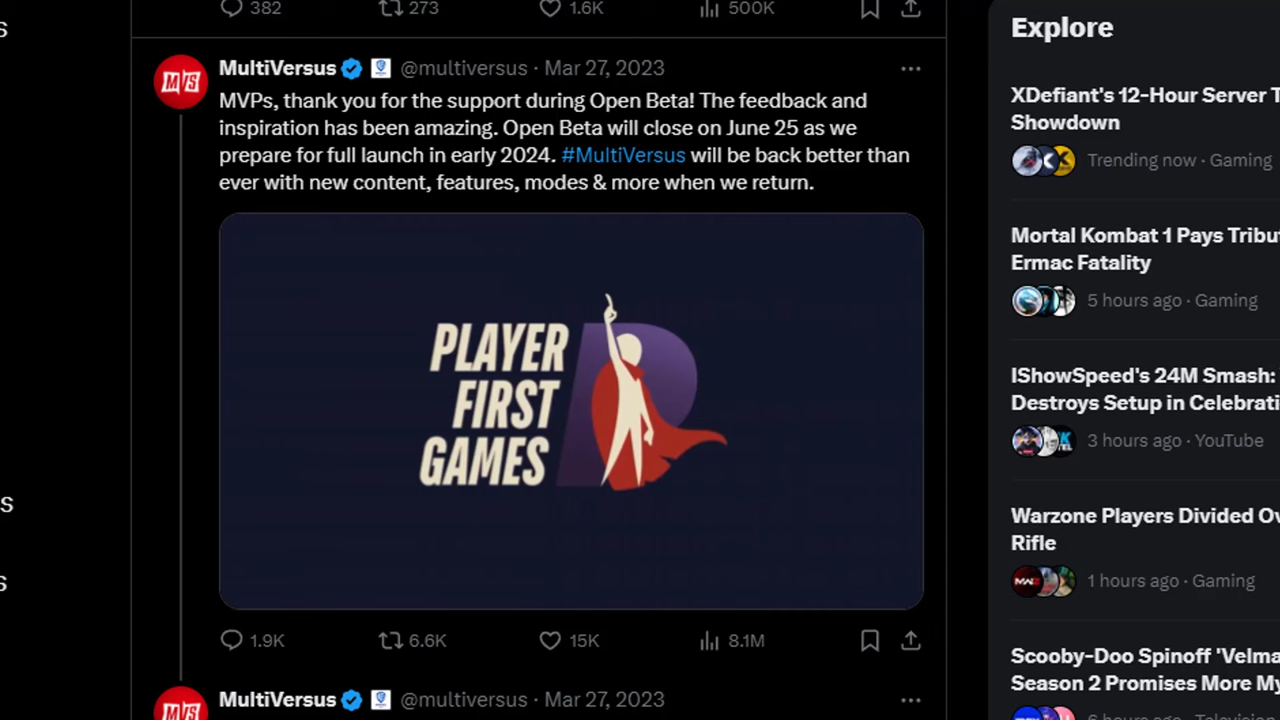 382 273 1.6K 500K
MultiVersus @multiversus · Mar 27, 2023
MVPs, thank you for the support during Open Beta! The feedback and
inspiration has been amazing. Open Beta will close on June 25 as we
prepare for full launch in early 2024. #MultiVersus will be back better than
ever with new content, features, modes & more when we return.
PLAYER
FIRST
GAMES
1.9K 6.6K 15K 8.1M
MultiVersus @multiversus · Mar 27, 2023
Explore
XDefiant's 12-Hour Server T
Showdown
Trending now · Gaming
Mortal Kombat 1 Pays Tribu
Ermac Fatality
5 hours ago · Gaming
IShowSpeed's 24M Smash:
Destroys Setup in Celebrati
3 hours ago · YouTube
Warzone Players Divided Ov
Rifle
1 hours ago · Gaming
Scooby-Doo Spinoff 'Velma
Season 2 Promises More My